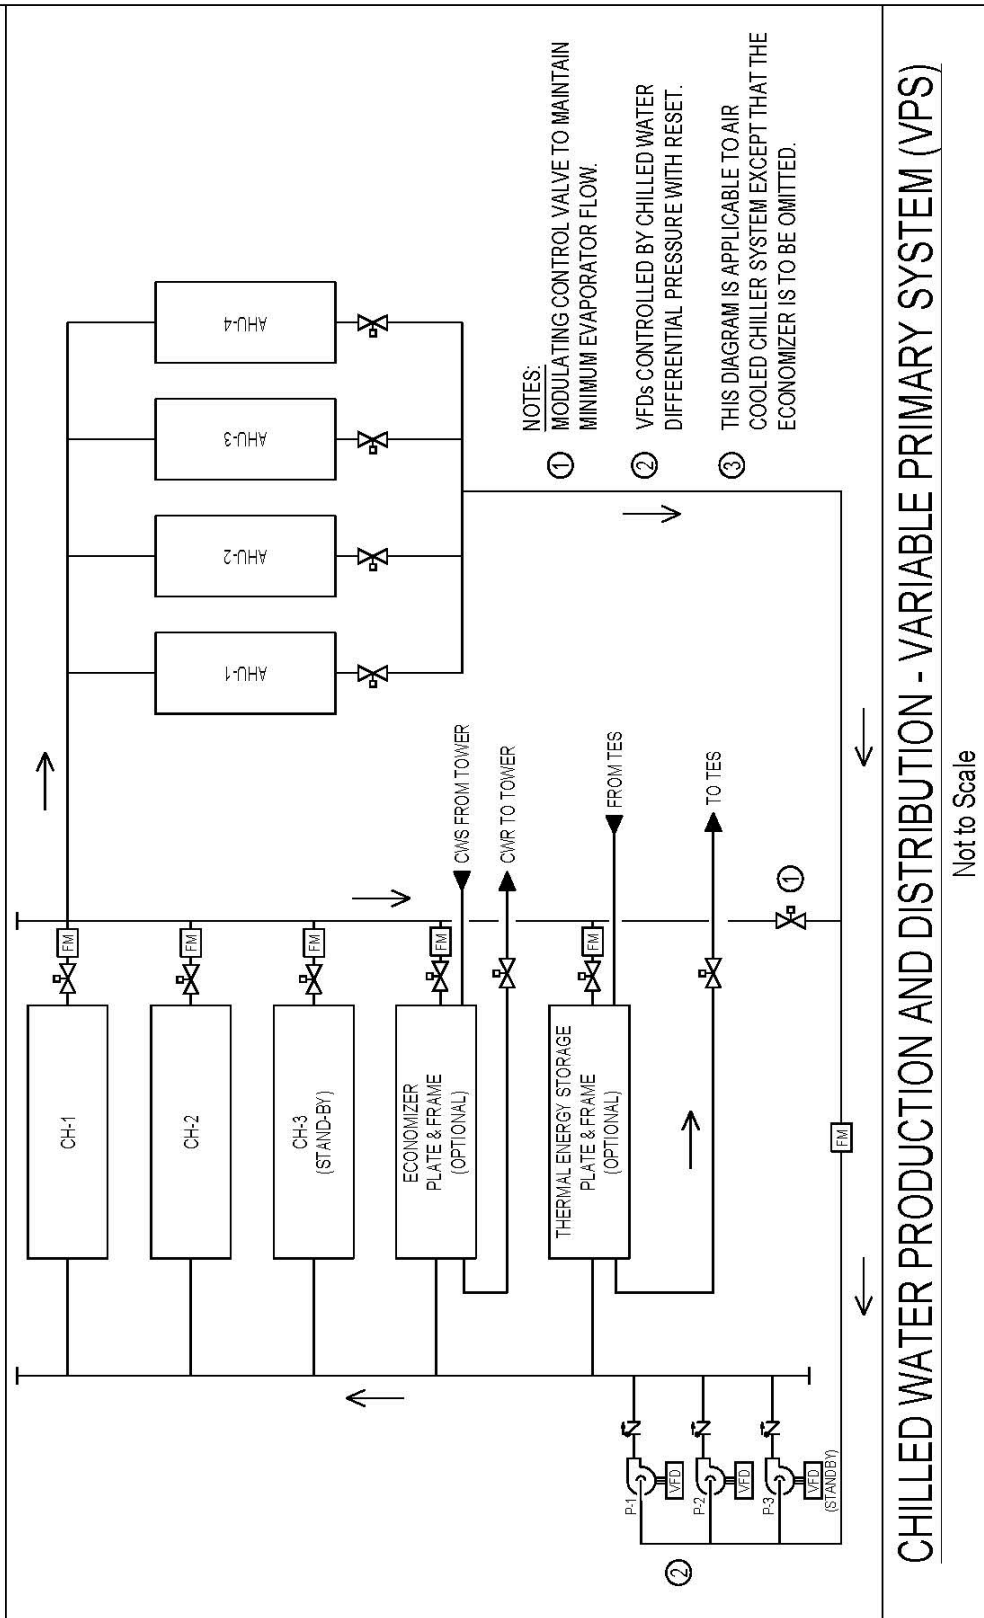 CH-1
FM
CH-2
FM
CH-3
(STAND-BY)
FM
ECONOMIZER
PLATE & FRAME
(OPTIONAL)
FM
CWS FROM TOWER
CWR TO TOWER
THERMAL ENERGY STORAGE
PLATE & FRAME
(OPTIONAL)
FM
FROM TES
TO TES
1
AHU-1
AHU-2
AHU-3
AHU-4
P-1
VFD
P-2
VFD
P-3
VFD
(STANDBY)
2
FM
NOTES:
1 MODULATING CONTROL VALVE TO MAINTAIN
MINIMUM EVAPORATOR FLOW.
2 VFDs CONTROLLED BY CHILLED WATER
DIFFERENTIAL PRESSURE WITH RESET.
3 THIS DIAGRAM IS APPLICABLE TO AIR
COOLED CHILLER SYSTEM EXCEPT THAT THE
ECONOMIZER IS TO BE OMITTED.
CHILLED WATER PRODUCTION AND DISTRIBUTION - VARIABLE PRIMARY SYSTEM (VPS)
Not to Scale